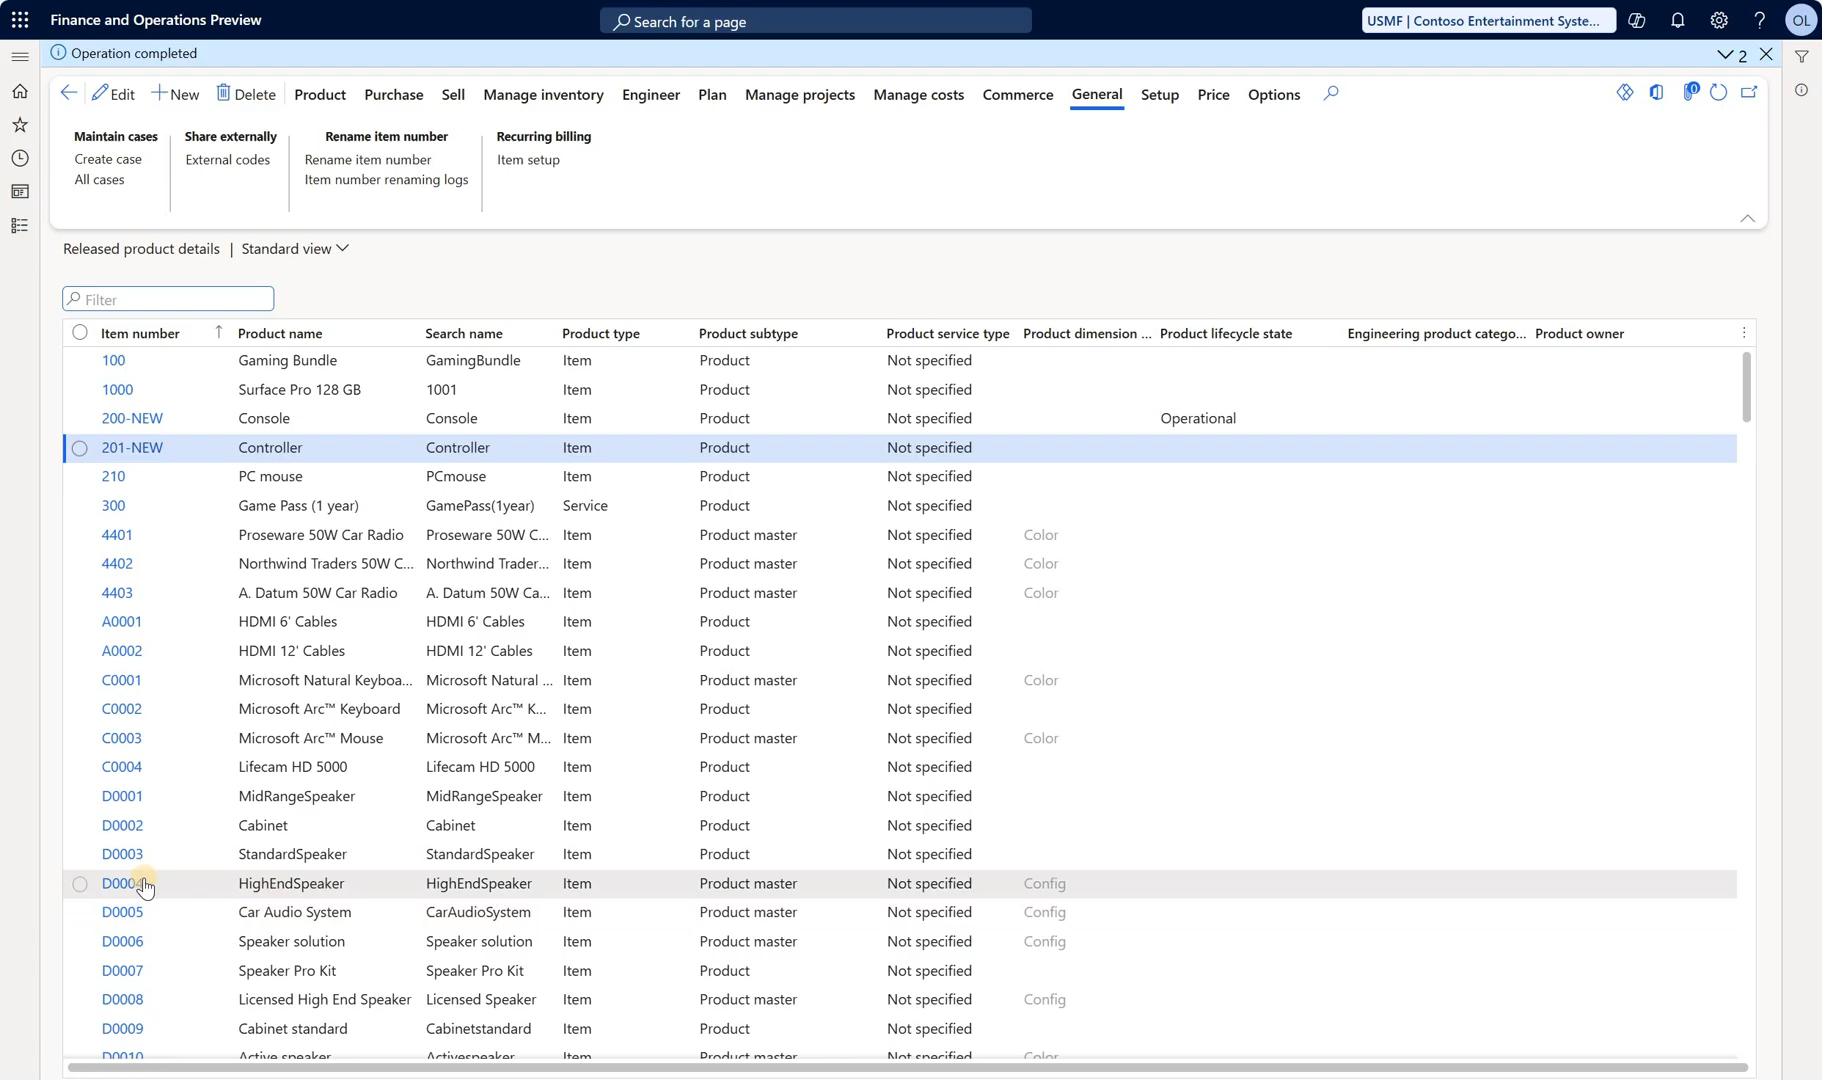 Finance and Operations Preview
Search for a page
USMF | Contoso Entertainment Syste...
OL
Operation completed
2
Edit New Delete Product Purchase Sell Manage inventory Engineer Plan Manage projects Manage costs Commerce General Setup Price Options
0
Maintain cases Share externally Rename item number Recurring billing
Create case External codes Rename item number Item setup
All cases Item number renaming logs
Released product details | Standard view
Filter
Item number Product name Search name Product type Product subtype Product service type Product dimension ... Product lifecycle state Engineering product catego... Product owner
100 Gaming Bundle GamingBundle Item Product Not specified
1000 Surface Pro 128 GB 1001 Item Product Not specified
200-NEW Console Console Item Product Not specified Operational
201-NEW Controller Controller Item Product Not specified
210 PC mouse PCmouse Item Product Not specified
300 Game Pass (1 year) GamePass(1year) Service Product Not specified
4401 Proseware 50W Car Radio Proseware 50W C... Item Product master Not specified Color
4402 Northwind Traders 50W C... Northwind Trader... Item Product master Not specified Color
4403 A. Datum 50W Car Radio A. Datum 50W Ca... Item Product master Not specified Color
A0001 HDMI 6' Cables HDMI 6' Cables Item Product Not specified
A0002 HDMI 12' Cables HDMI 12' Cables Item Product Not specified
C0001 Microsoft Natural Keyboa... Microsoft Natural ... Item Product master Not specified Color
C0002 Microsoft Arc™ Keyboard Microsoft Arc™ K... Item Product Not specified
C0003 Microsoft Arc™ Mouse Microsoft Arc™ M... Item Product master Not specified Color
C0004 Lifecam HD 5000 Lifecam HD 5000 Item Product Not specified
D0001 MidRangeSpeaker MidRangeSpeaker Item Product Not specified
D0002 Cabinet Cabinet Item Product Not specified
D0003 StandardSpeaker StandardSpeaker Item Product Not specified
D0004 HighEndSpeaker HighEndSpeaker Item Product master Not specified Config
D0005 Car Audio System CarAudioSystem Item Product master Not specified Config
D0006 Speaker solution Speaker solution Item Product master Not specified Config
D0007 Speaker Pro Kit Speaker Pro Kit Item Product Not specified
D0008 Licensed High End Speaker Licensed Speaker Item Product master Not specified Config
D0009 Cabinet standard Cabinetstandard Item Product Not specified
D0010 Active speaker Activespeaker Item Product master Not specified Color